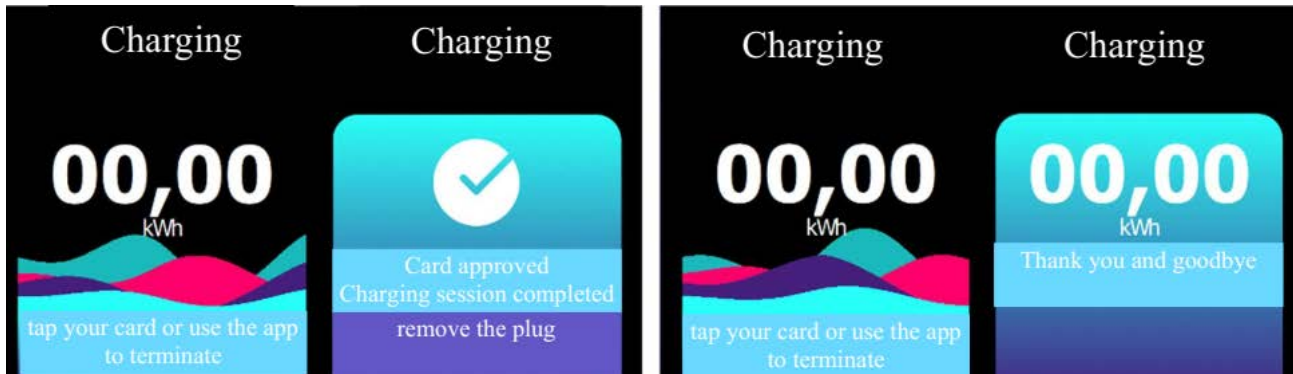 Charging
00,00
kWh
tap your card or use the app
to terminate
Charging
Card approved
Charging session completed
remove the plug
Charging
00,00
kWh
tap your card or use the app
to terminate
Charging
00,00
kWh
Thank you and goodbye